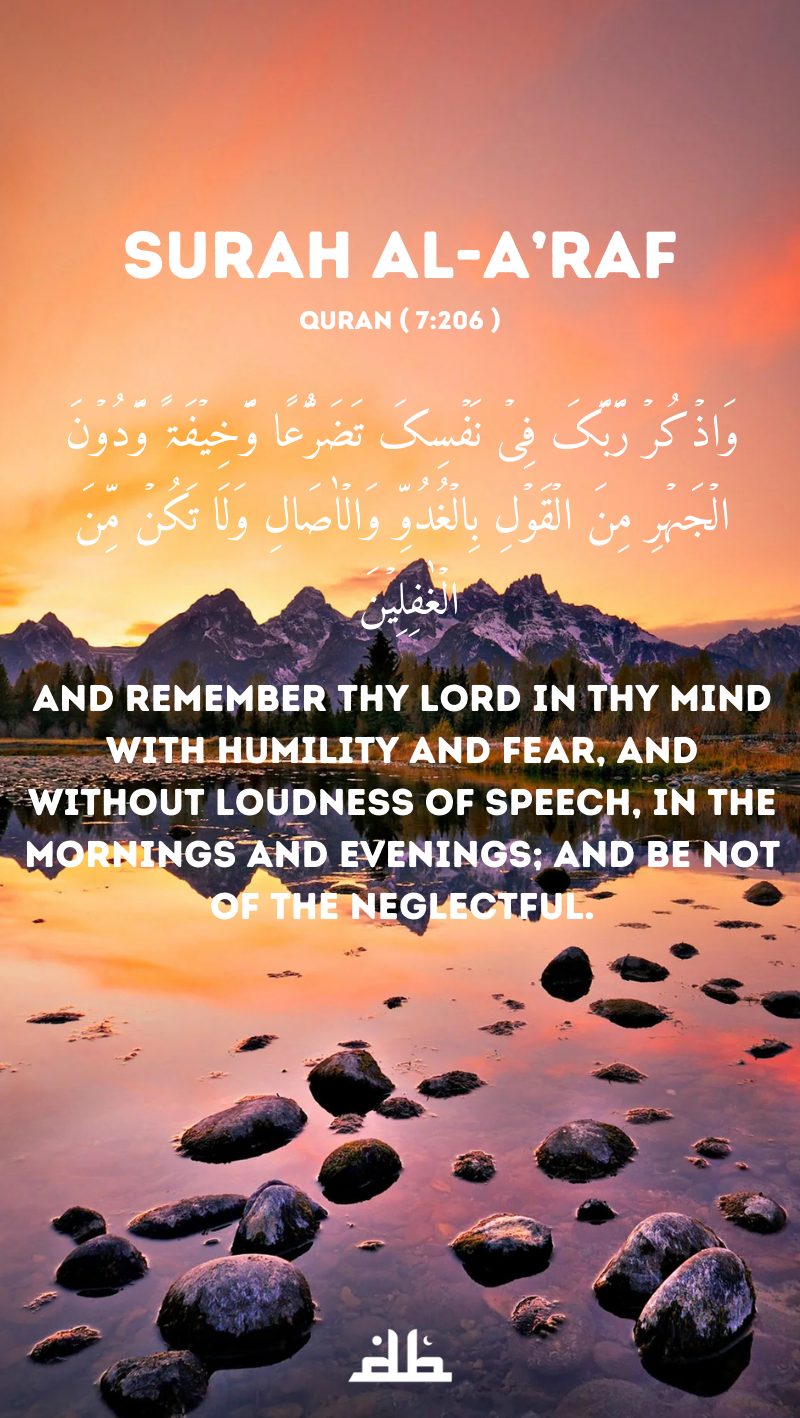 SURAH AL-A’RAF
QURAN ( 7:206 )
وَاذۡكُرۡ رَّبَّكَ فِىۡ نَفۡسِكَ تَضَرُّعًا وَّخِيۡفَةً وَّدُوۡنَ
الۡجَـهۡرِ مِنَ الۡقَوۡلِ بِالۡغُدُوِّ وَالۡاٰصَالِ وَلَا تَكُنۡ مِّنَ
الۡغٰفِلِيۡنَ
AND REMEMBER THY LORD IN THY MIND
WITH HUMILITY AND FEAR, AND
WITHOUT LOUDNESS OF SPEECH, IN THE
MORNINGS AND EVENINGS; AND BE NOT
OF THE NEGLECTFUL.